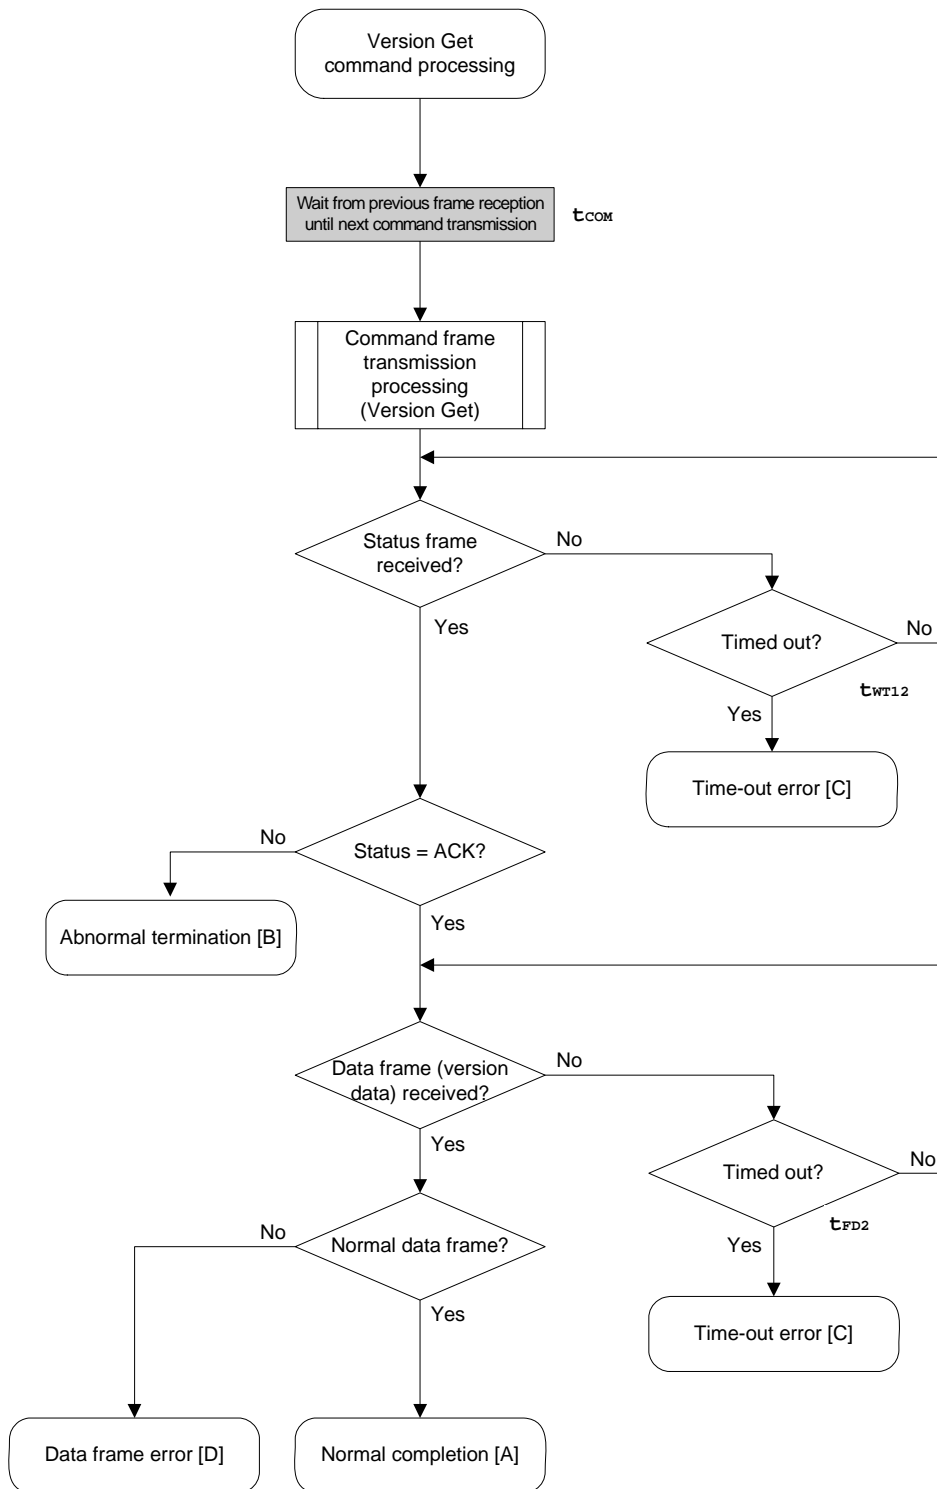 Version Get
command processing
Wait from previous frame reception
until next command transmission
tCOM
Command frame
transmission
processing
(Version Get)
Status frame
received?
No
Yes
Timed out?
No
tWT12
Yes
Time-out error [C]
No
Status = ACK?
Abnormal termination [B]
Yes
Data frame (version
data) received?
No
Yes
Timed out?
No
tFD2
Yes
Time-out error [C]
No
Normal data frame?
Yes
Data frame error [D]
Normal completion [A]